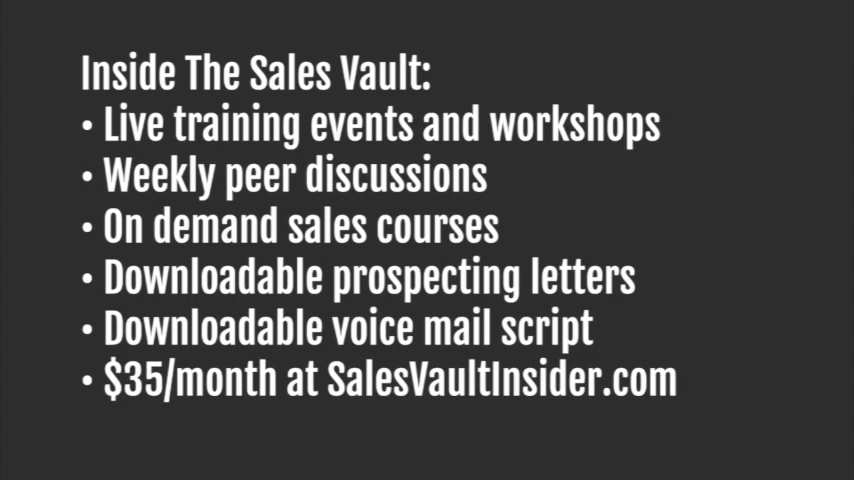 Inside The Sales Vault:
• Live training events and workshops
• Weekly peer discussions
• On demand sales courses
• Downloadable prospecting letters
• Downloadable voice mail script
• $35/month at SalesVaultInsider.com